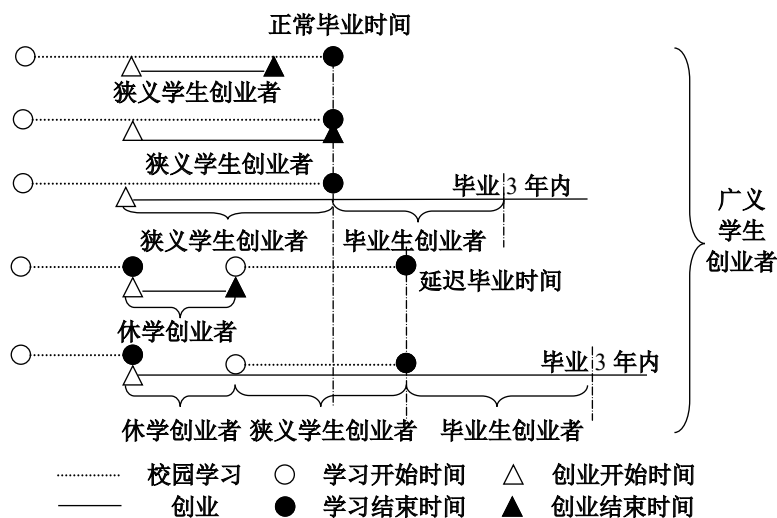 正常毕业时间
狭义学生创业者
狭义学生创业者
毕业 3 年内
狭义学生创业者 毕业生创业者
广义
学生
创业者
延迟毕业时间
休学创业者
毕业 3 年内
休学创业者 狭义学生创业者 毕业生创业者
校园学习 学习开始时间 创业开始时间
创业 学习结束时间 创业结束时间